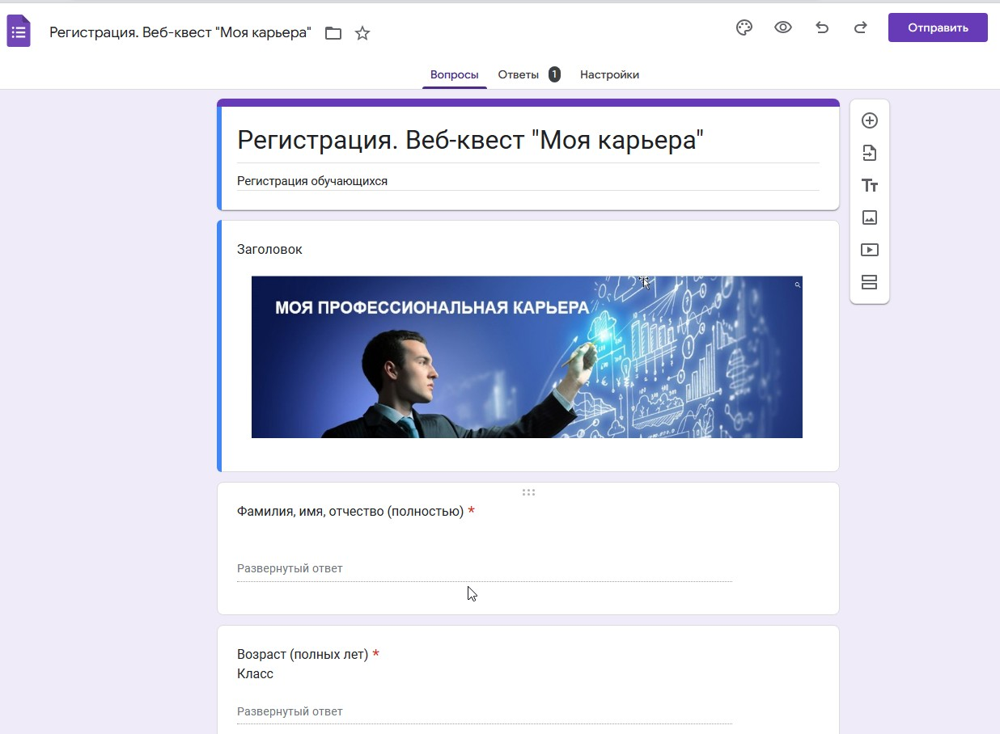 Регистрация. Веб-квест "Моя карьера"
Отправить
Вопросы Ответы 1 Настройки
Регистрация. Веб-квест "Моя карьера"
Регистрация обучающихся
Заголовок
МОЯ ПРОФЕССИОНАЛЬНАЯ КАРЬЕРА
Фамилия, имя, отчество (полностью) *
Развернутый ответ
Возраст (полных лет) *
Класс
Развернутый ответ